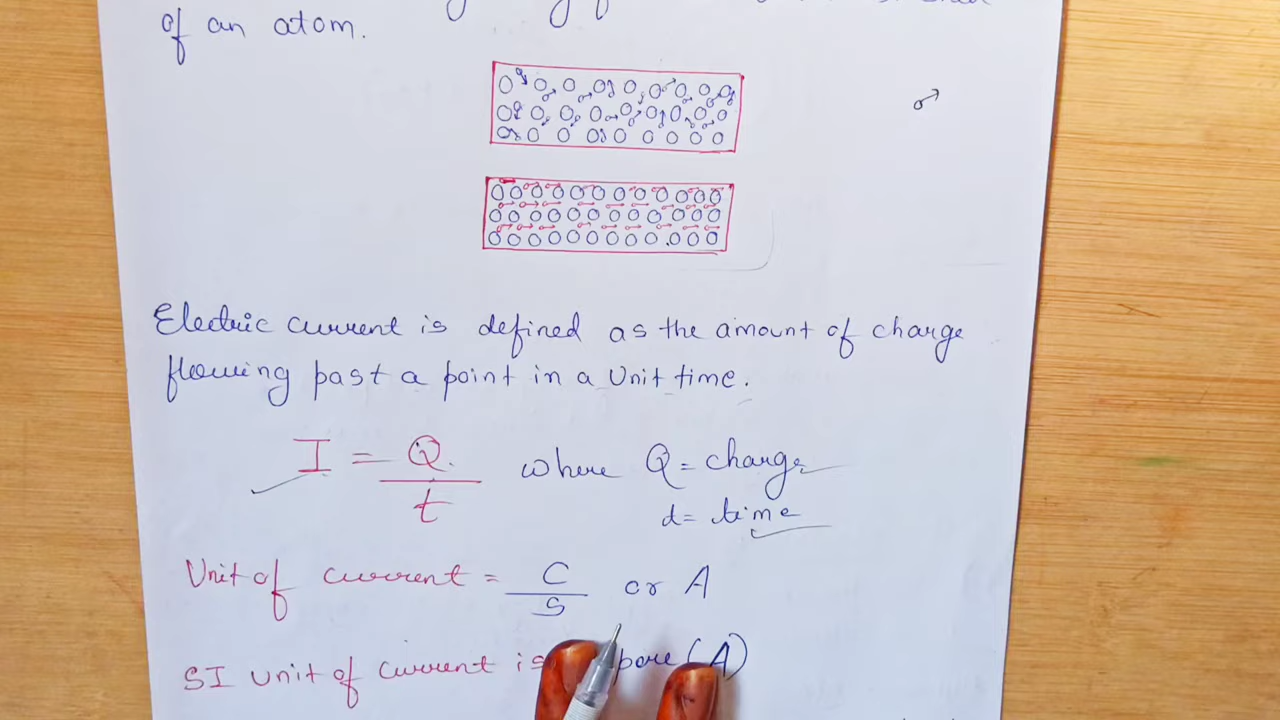 of an atom.
Electric current is defined as the amount of charge
flowing past a point in a Unit time.
I = Q / t where Q = charge
d = time
Unit of current = C / S or A
SI unit of current is (A)